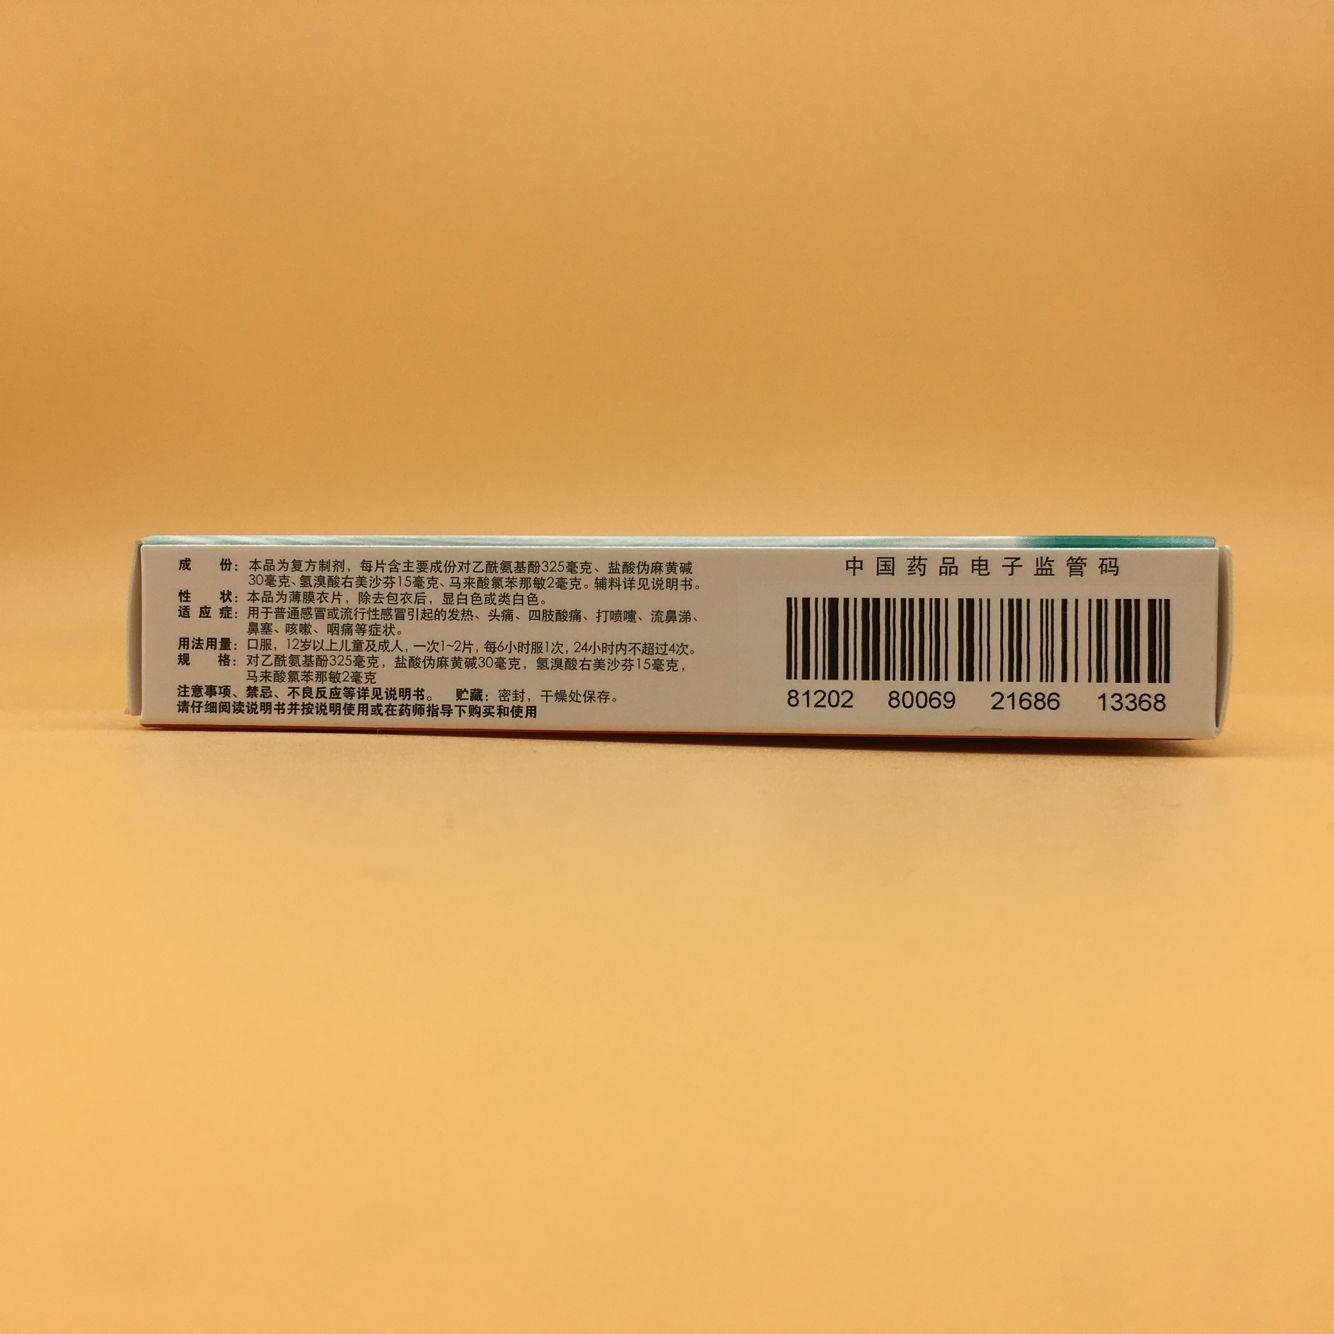 成 份：本品为复方制剂，每片含主要成份对乙酰氨基酚325毫克、盐酸伪麻黄碱
30毫克、氢溴酸右美沙芬15毫克、马来酸氯苯那敏2毫克。辅料详见说明书。
性 状：本品为薄膜衣片，除去包衣后，显白色或类白色。
适 应 症：用于普通感冒或流行性感冒引起的发热、头痛、四肢酸痛、打喷嚏、流鼻涕、
鼻塞、咳嗽、咽痛等症状。
用法用量：口服，12岁以上儿童及成人，一次1~2片，每6小时服1次，24小时内不超过4次。
规 格：对乙酰氨基酚325毫克，盐酸伪麻黄碱30毫克，氢溴酸右美沙芬15毫克，
马来酸氯苯那敏2毫克
注意事项、禁忌、不良反应等详见说明书。 贮藏：密封，干燥处保存。
请仔细阅读说明书并按说明使用或在药师指导下购买和使用
中国药品电子监管码
81202 80069 21686 13368